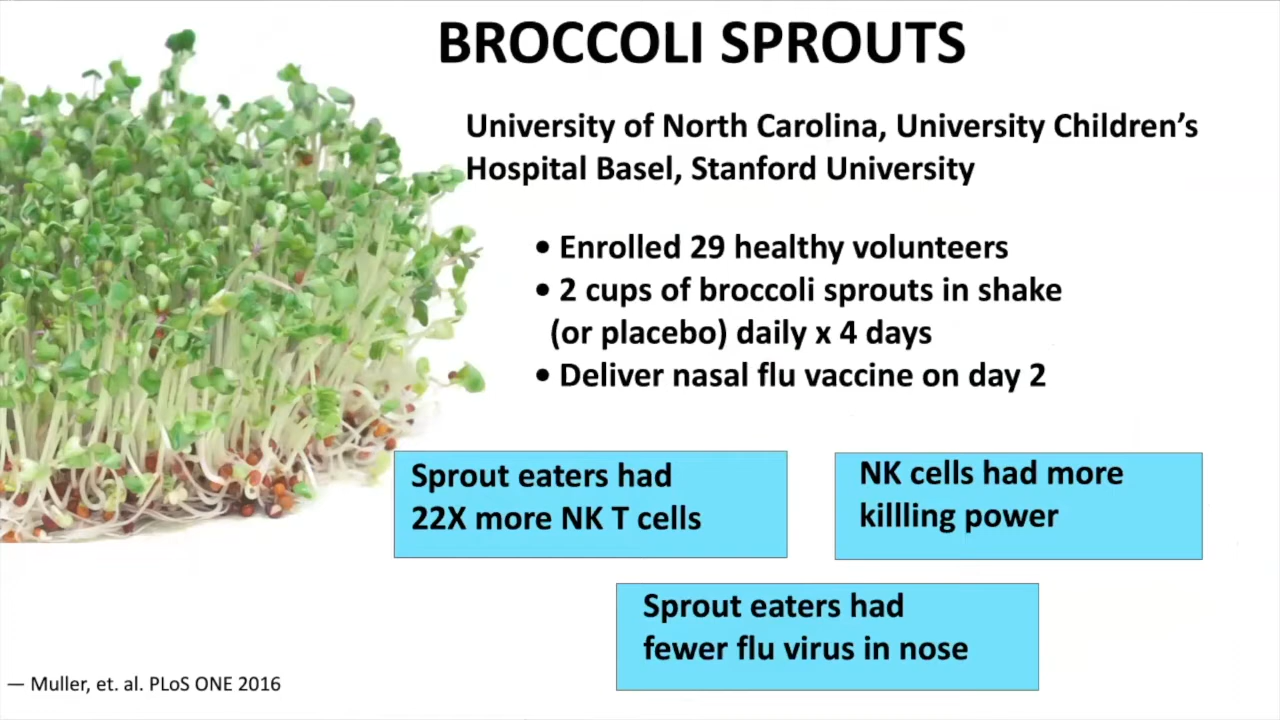 BROCCOLI SPROUTS
University of North Carolina, University Children’s
Hospital Basel, Stanford University
• Enrolled 29 healthy volunteers
• 2 cups of broccoli sprouts in shake
(or placebo) daily x 4 days
• Deliver nasal flu vaccine on day 2
Sprout eaters had
22X more NK T cells
NK cells had more
killling power
Sprout eaters had
fewer flu virus in nose
— Muller, et. al. PLoS ONE 2016